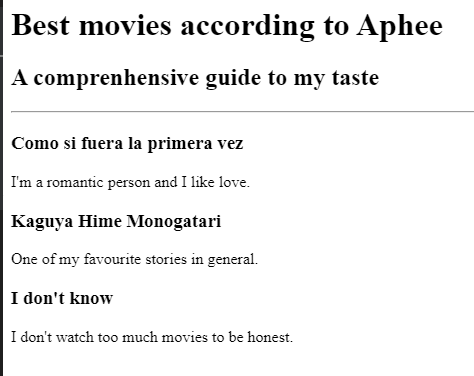 Best movies according to Aphee
A comprenhensive guide to my taste
Como si fuera la primera vez
I'm a romantic person and I like love.
Kaguya Hime Monogatari
One of my favourite stories in general.
I don't know
I don't watch too much movies to be honest.